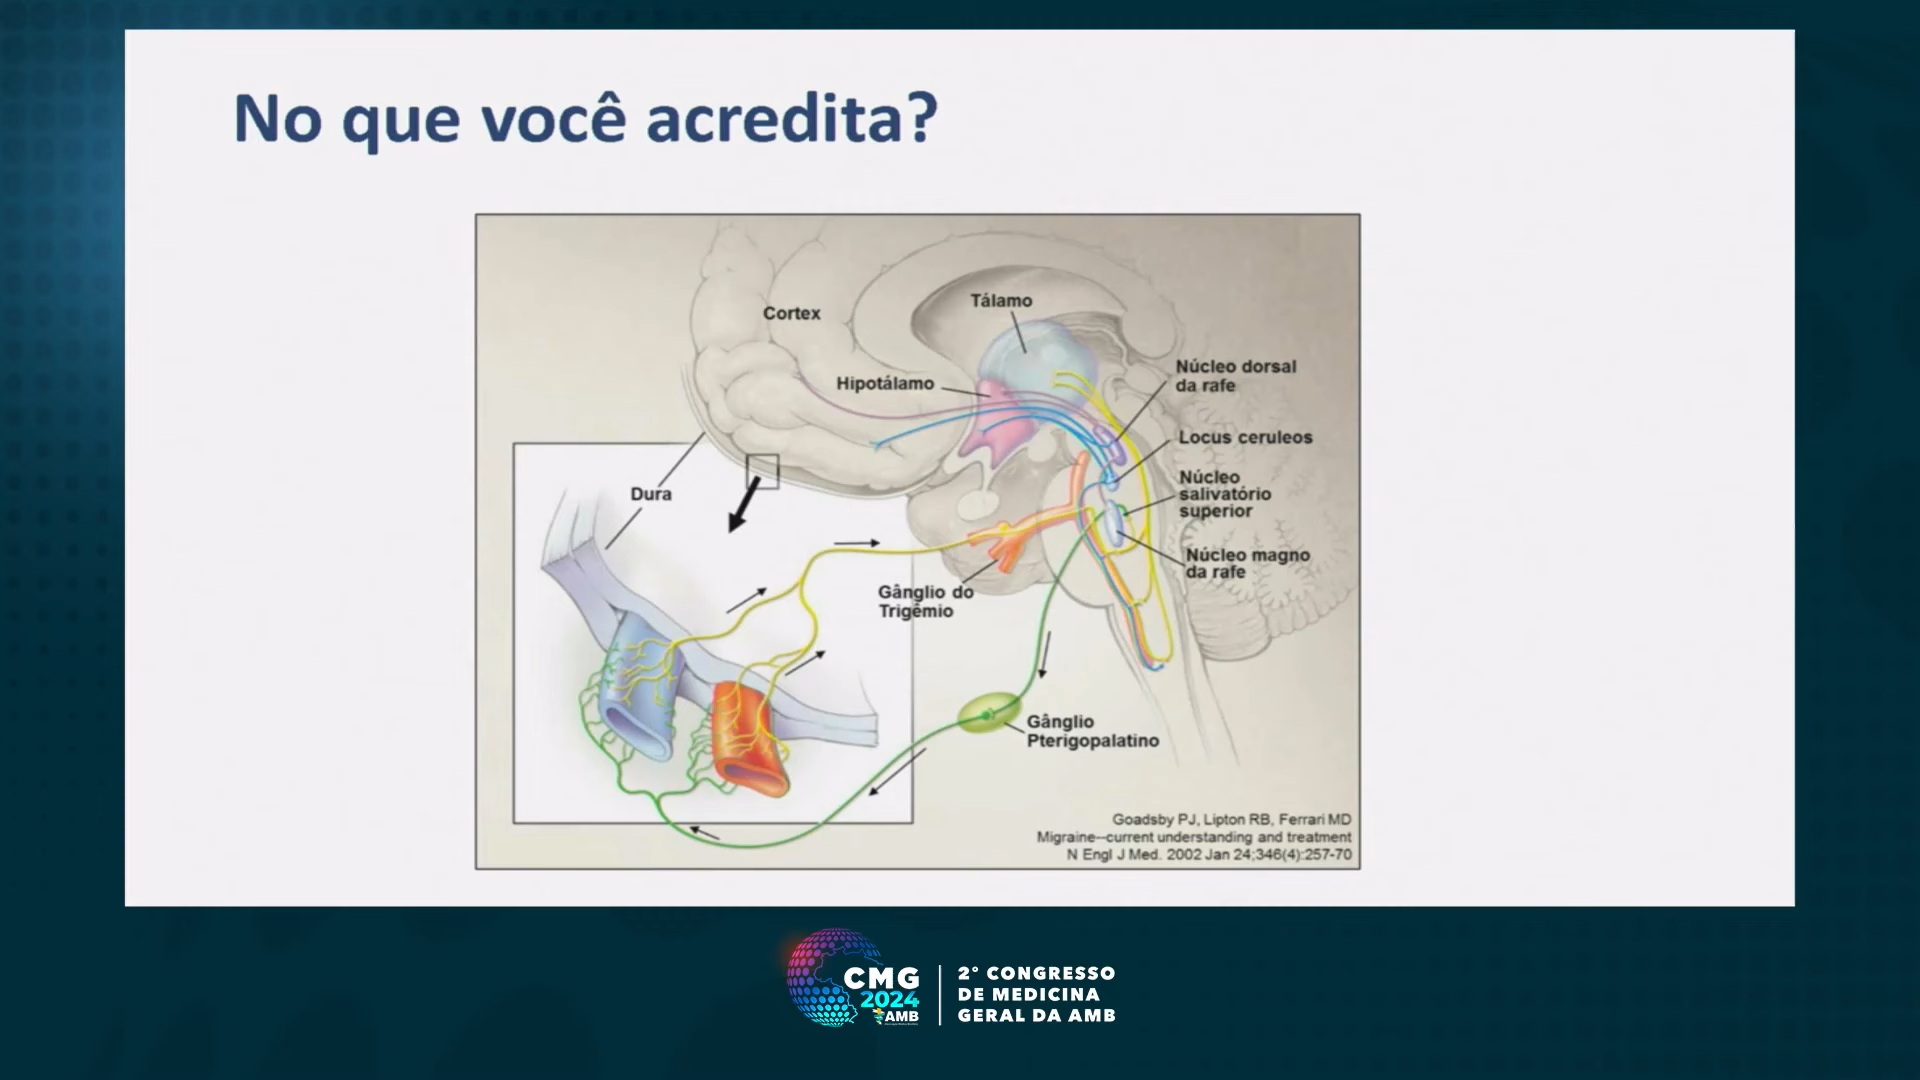 No que você acredita?
Cortex
Tálamo
Hipotálamo
Núcleo dorsal
da rafe
Locus ceruleos
Núcleo
salivatório
superior
Núcleo magno
da rafe
Dura
Gânglio do
Trigêmio
Gânglio
Pterigopalatino
Goadsby PJ, Lipton RB, Ferrari MD
Migraine--current understanding and treatment
N Engl J Med. 2002 Jan 24;346(4):257-70
CMG
2024
AMB
2° CONGRESSO
DE MEDICINA
GERAL DA AMB